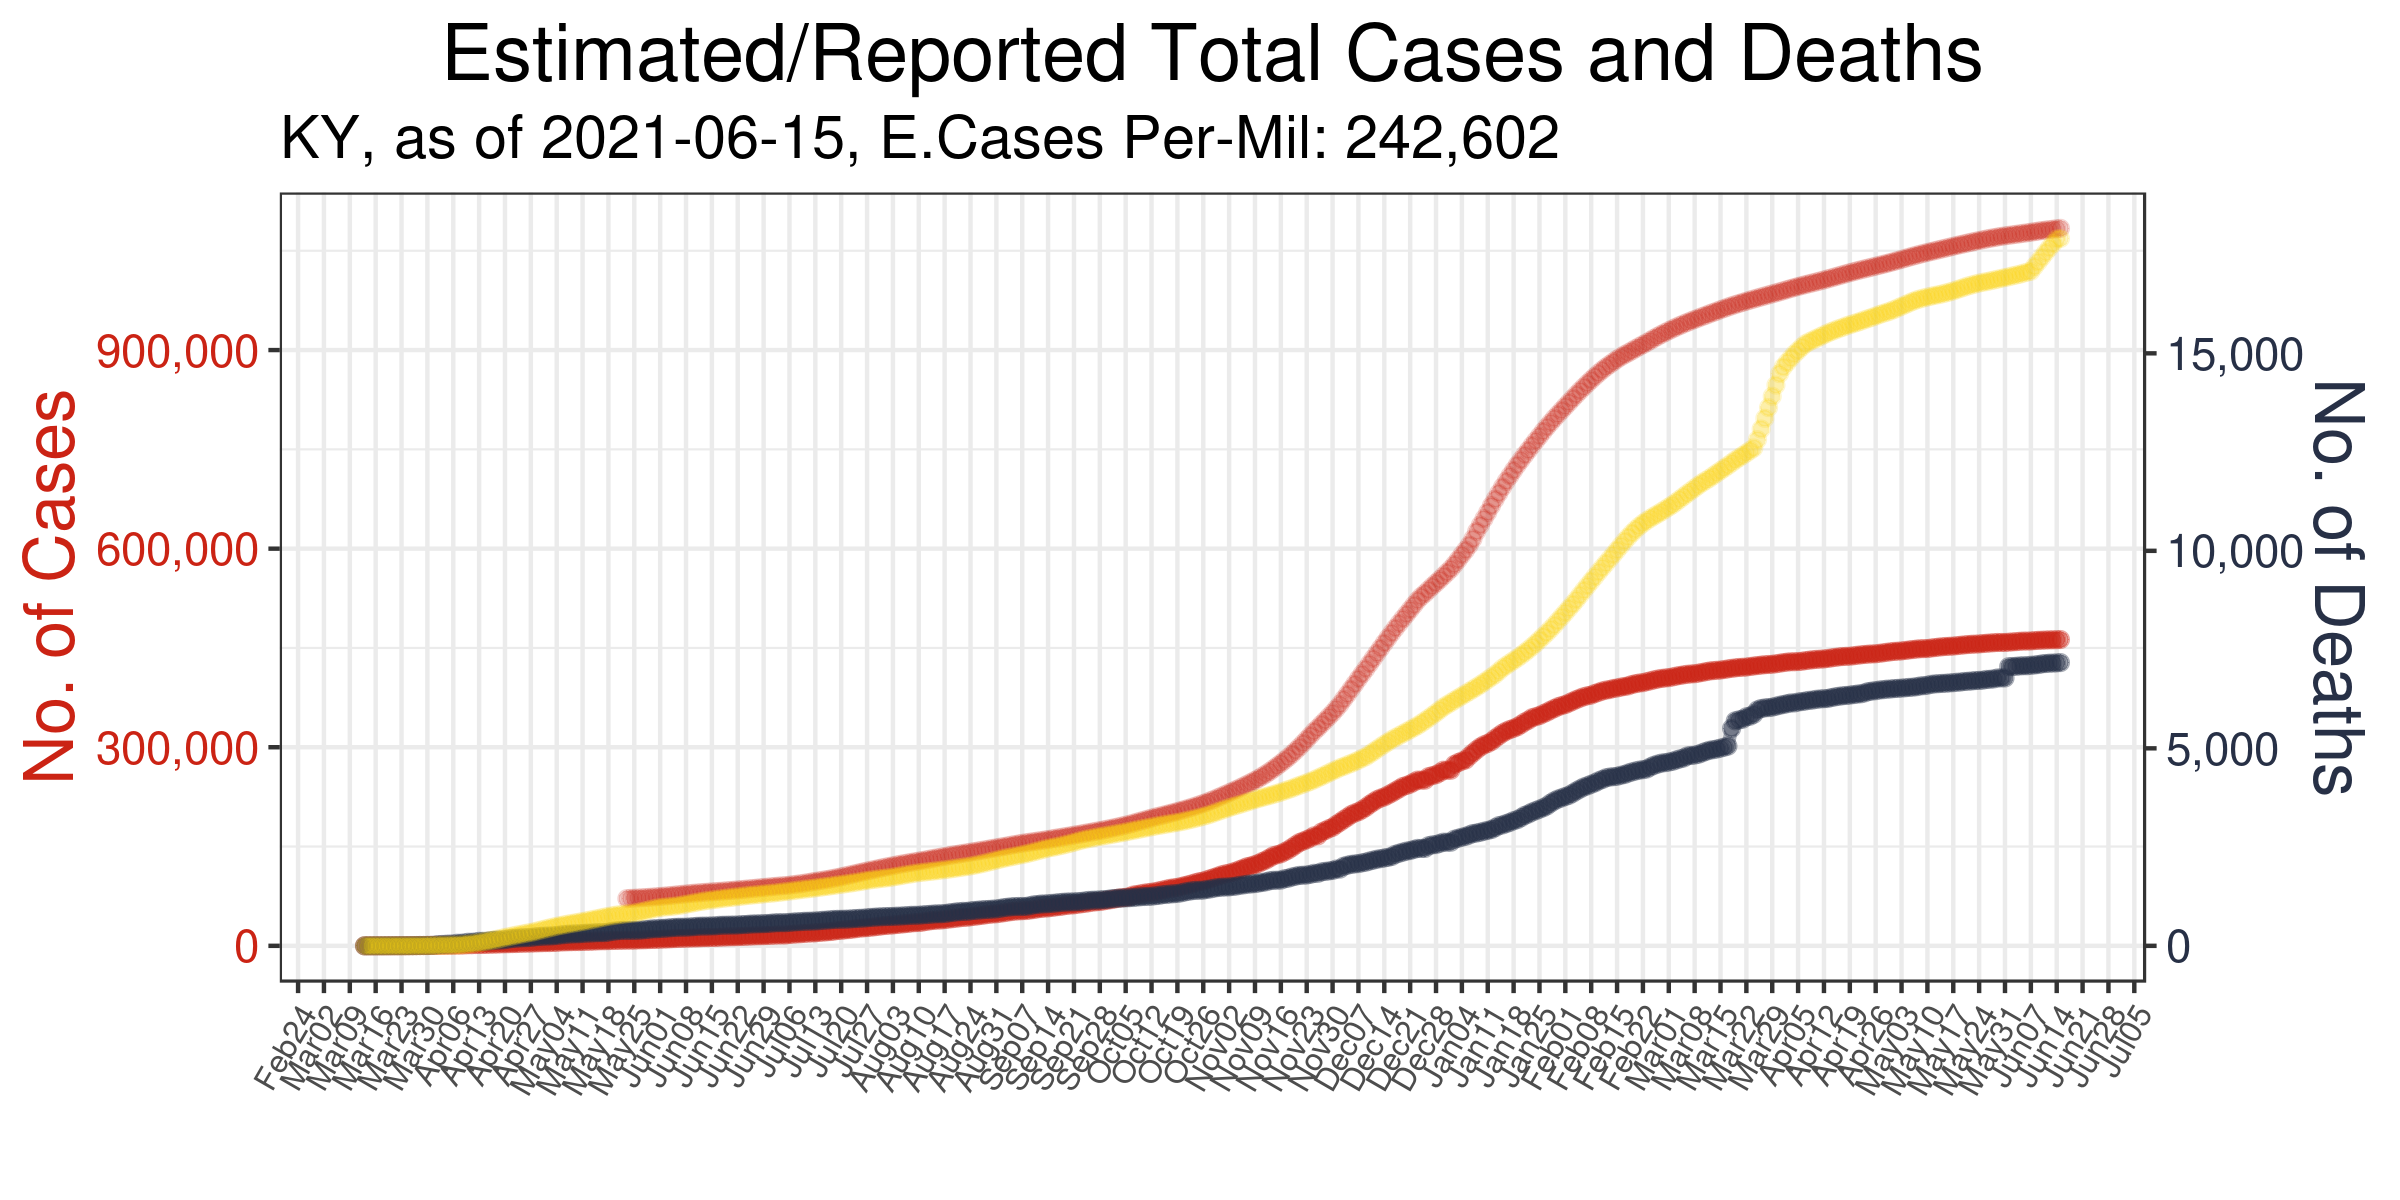 Estimated/Reported Total Cases and Deaths
KY, as of 2021-06-15, E.Cases Per-Mil: 242,602
No. of Cases
900,000
600,000
300,000
0
15,000
10,000
5,000
0
No. of Deaths
Feb24
Mar02
Mar09
Mar16
Mar23
Mar30
Apr06
Apr13
Apr20
Apr27
May04
May11
May18
May25
Jun01
Jun08
Jun15
Jun22
Jun29
Jul06
Jul13
Jul20
Jul27
Aug03
Aug10
Aug17
Aug24
Aug31
Sep07
Sep14
Sep21
Sep28
Oct05
Oct12
Oct19
Oct26
Nov02
Nov09
Nov16
Nov23
Nov30
Dec07
Dec14
Dec21
Dec28
Dec04
Jan11
Jan18
Jan25
Feb01
Feb08
Feb15
Feb22
Mar01
Mar08
Mar15
Mar22
Mar29
Apr05
Apr12
Apr19
Apr26
May03
May10
May17
May24
May31
Jun07
Jun14
Jun21
Jun28
Jul05